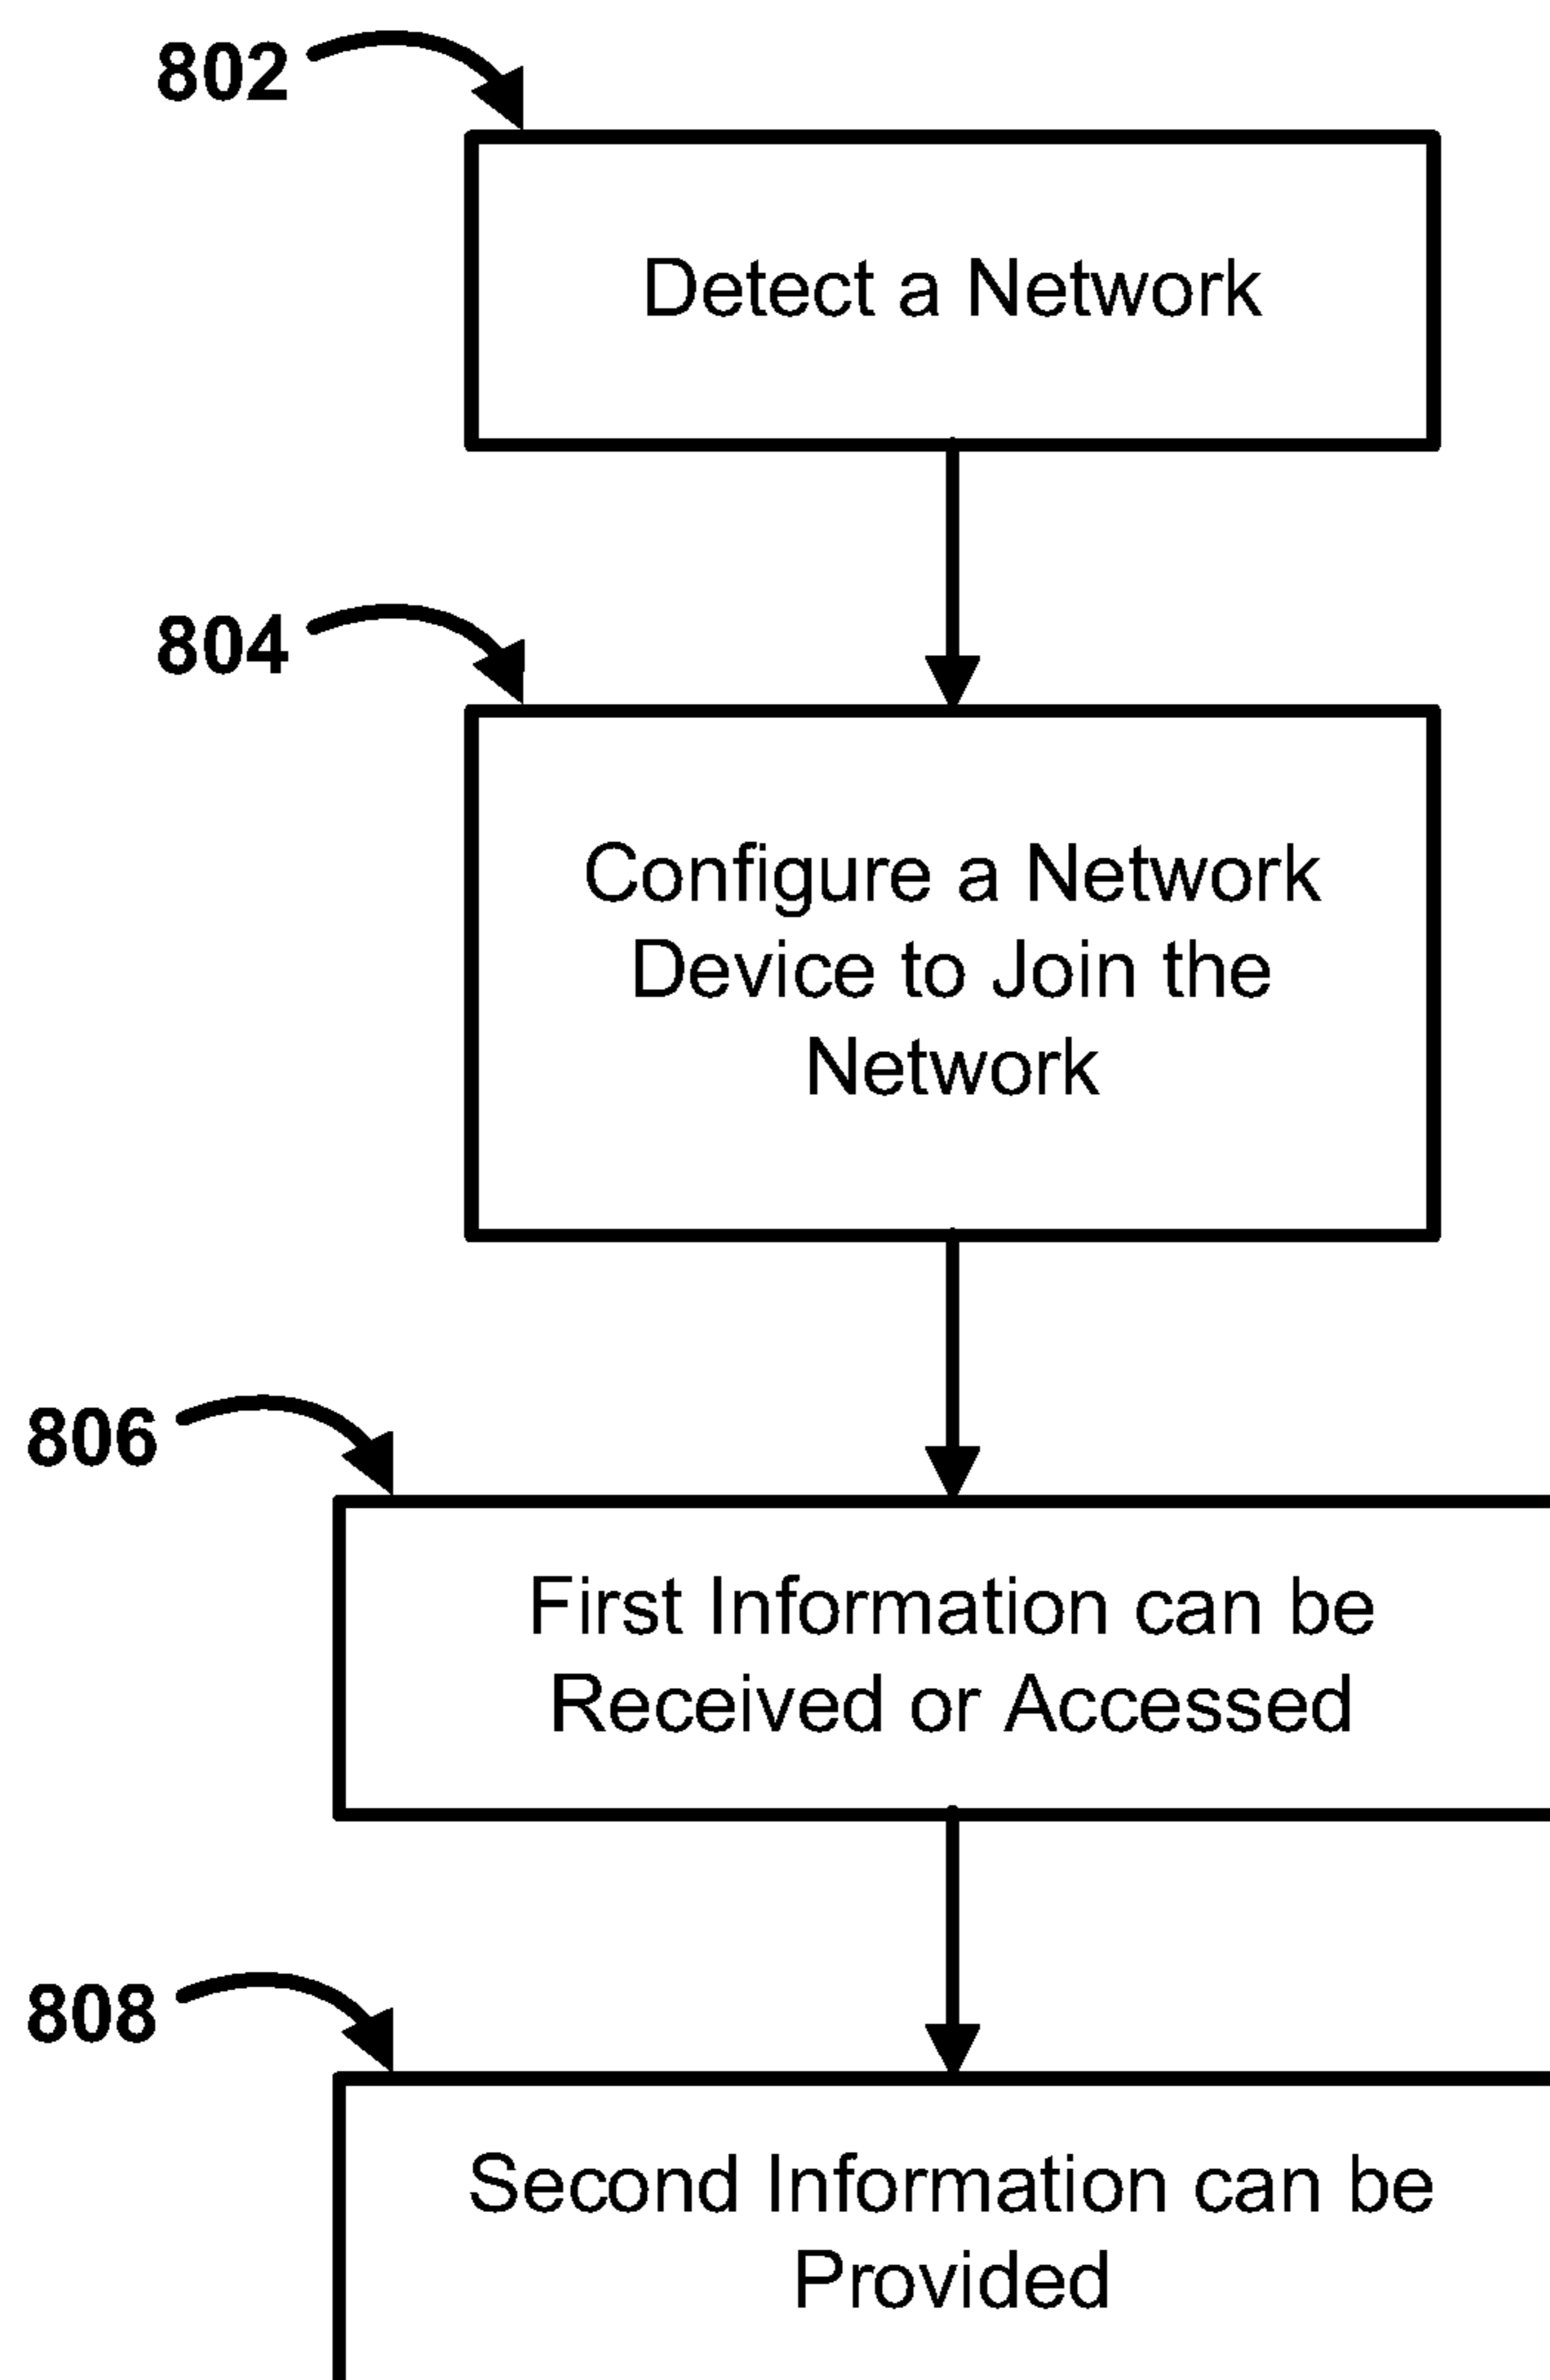 802
Detect a Network
804
Configure a Network
Device to Join the
Network
806
First Information can be
Received or Accessed
808
Second Information can be
Provided